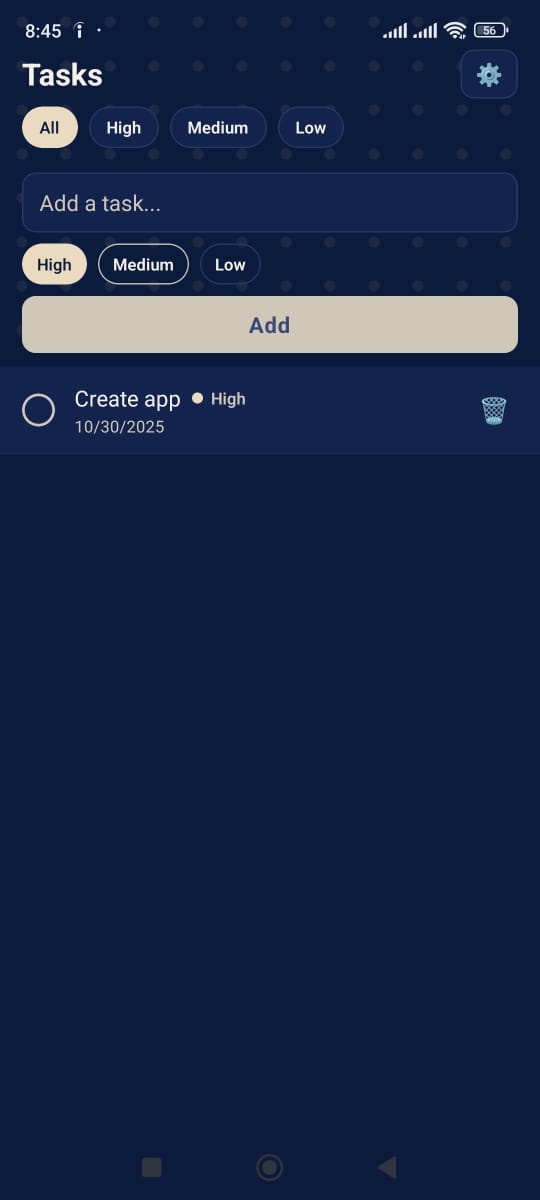 8:45 56
Tasks
All High Medium Low
Add a task...
High Medium Low
Add
Create app High
10/30/2025